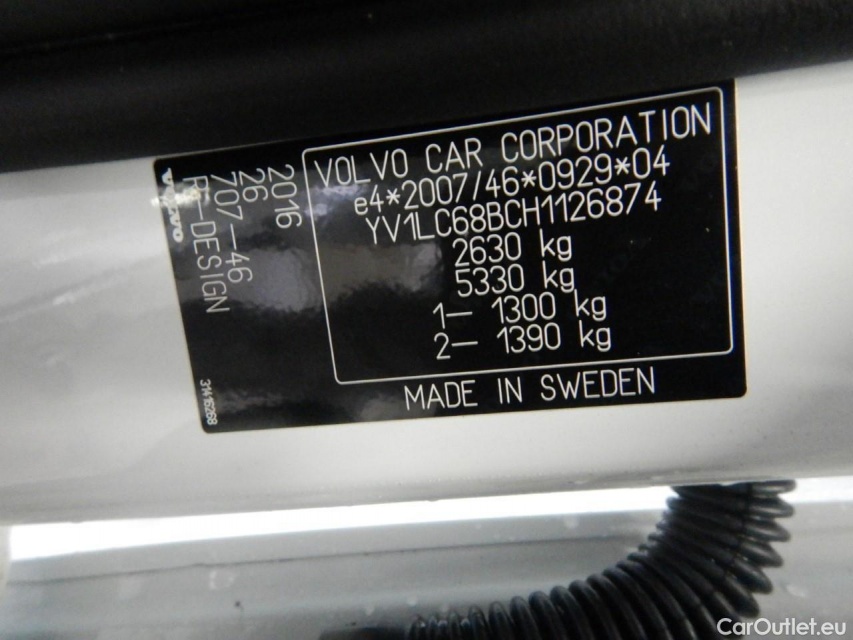 VOLVO CAR CORPORATION
e4*2007/46*0929*04
YV1LC68BCH1126874
2630 kg
5330 kg
1— 1300 kg
2— 1390 kg
MADE IN SWEDEN
2016
26
707—46
R—DESIGN
VOLVO
31416268
CarOutlet.eu